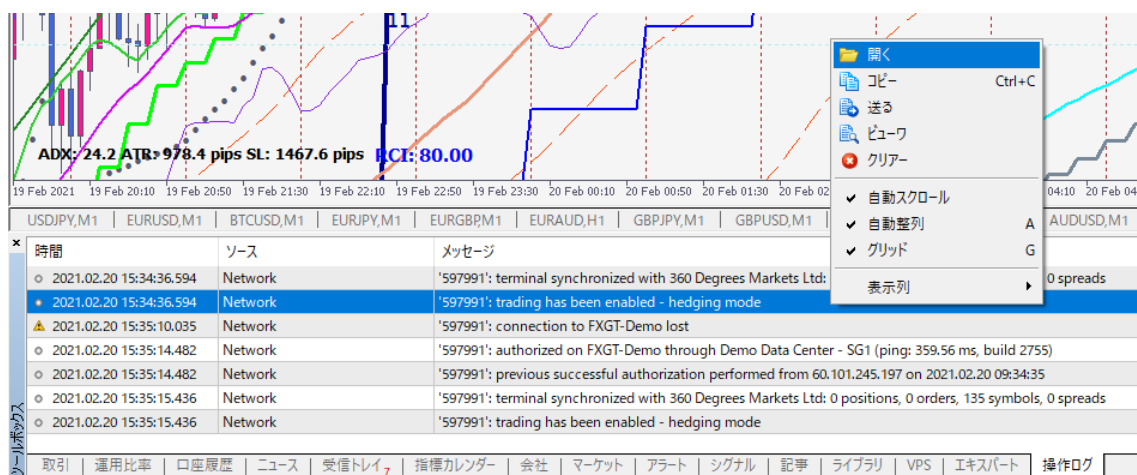 11
ADX: 24.2 ATR: 978.4 pips SL: 1467.6 pips RCI: 80.00
19 Feb 2021 19 Feb 20:10 19 Feb 20:50 19 Feb 21:30 19 Feb 22:10 19 Feb 22:50 19 Feb 23:30 20 Feb 00:10 20 Feb 00:50 20 Feb 01:30 20 Feb 02 04:10 20 Feb 04
USDJPY,M1 EURUSD,M1 BTCUSD,M1 EURJPY,M1 EURGBP,M1 EURAUD,H1 GBPJPY,M1 GBPUSD,M1 AUDUSD,M1
開く
コピー Ctrl+C
送る
ビューワ
クリアー
自動スクロール
自動整列 A
グリッド G
表示列
時間 ソース メッセージ
2021.02.20 15:34:36.594 Network '597991': terminal synchronized with 360 Degrees Markets Ltd: 0 spreads
2021.02.20 15:34:36.594 Network '597991': trading has been enabled - hedging mode
2021.02.20 15:35:10.035 Network '597991': connection to FXGT-Demo lost
2021.02.20 15:35:14.482 Network '597991': authorized on FXGT-Demo through Demo Data Center - SG1 (ping: 359.56 ms, build 2755)
2021.02.20 15:35:14.482 Network '597991': previous successful authorization performed from 60.101.245.197 on 2021.02.20 09:34:35
2021.02.20 15:35:15.436 Network '597991': terminal synchronized with 360 Degrees Markets Ltd: 0 positions, 0 orders, 135 symbols, 0 spreads
2021.02.20 15:35:15.436 Network '597991': trading has been enabled - hedging mode
ツールボックス
取引 運用比率 口座履歴 ニュース 受信トレイ7 指標カレンダー 会社 マーケット アラート シグナル 記事 ライブラリ VPS エキスパート 操作ログ